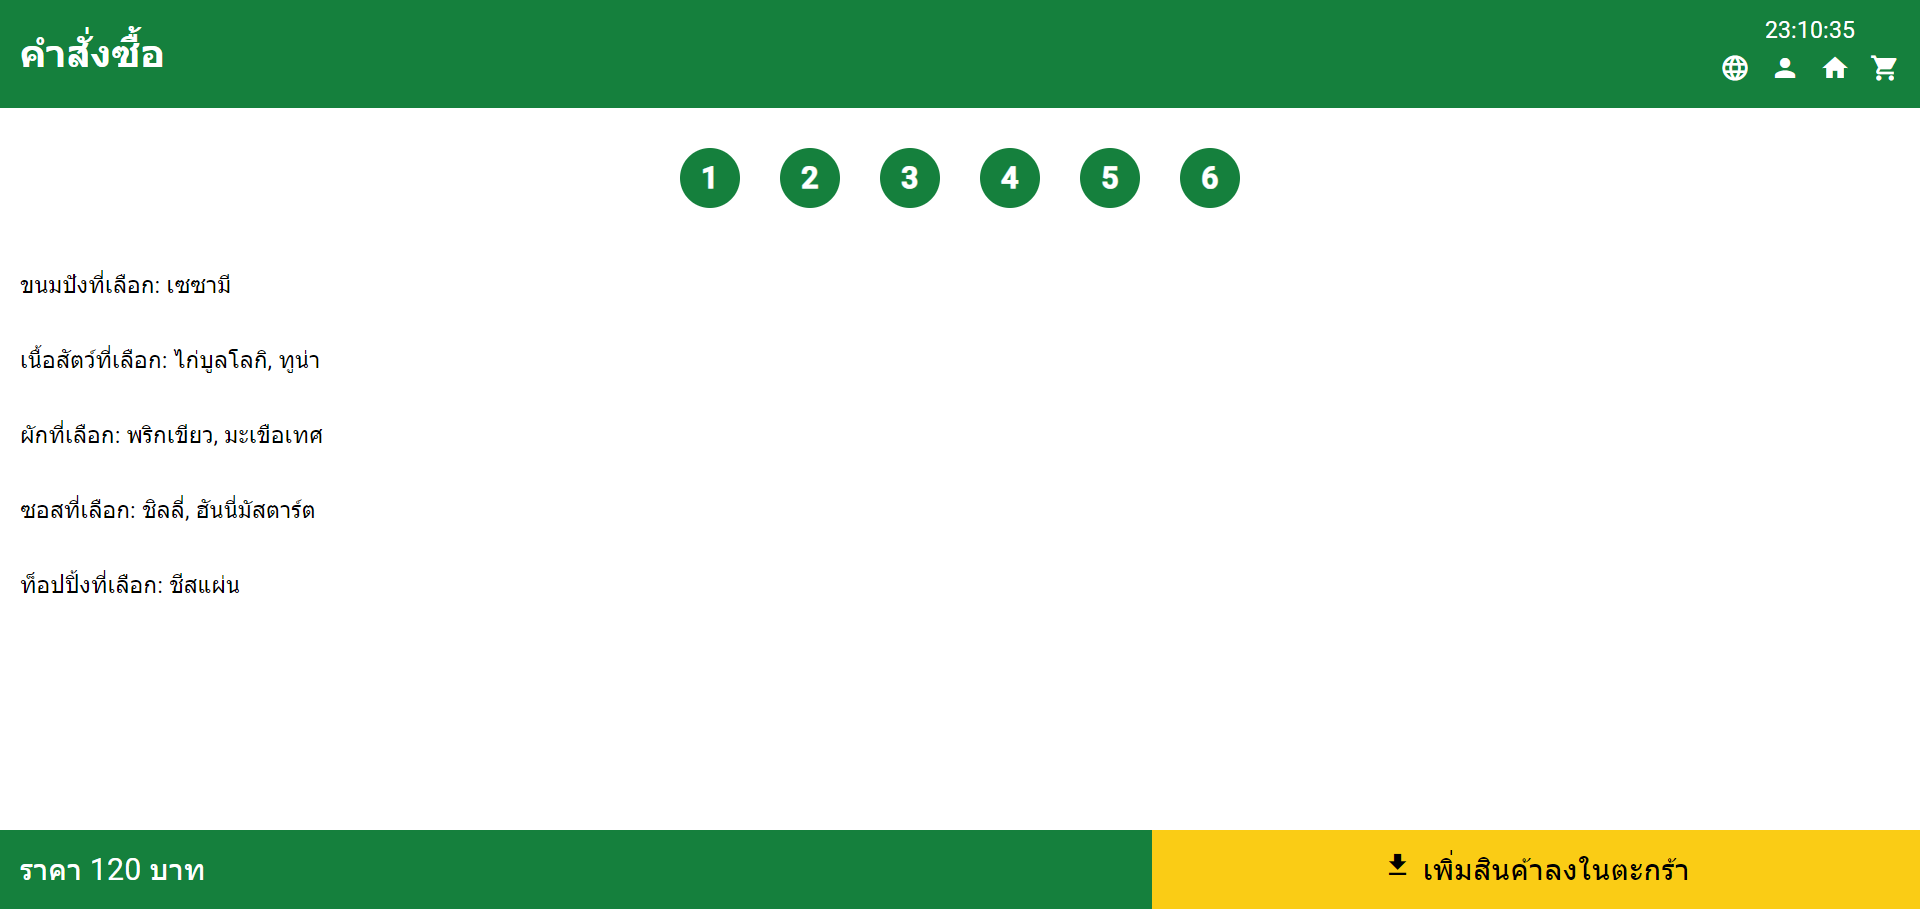 คำสั่งซื้อ
23:10:35
1 2 3 4 5 6
ขนมปังที่เลือก: เซซามี
เนื้อสัตว์ที่เลือก: ไก่บูลโลกิ, ทูน่า
ผักที่เลือก: พริกเขียว, มะเขือเทศ
ซอสที่เลือก: ชิลลี่, ฮันนี่มัสตาร์ต
ท็อปปิ้งที่เลือก: ชีสแผ่น
ราคา 120 บาท
เพิ่มสินค้าลงในตะกร้า